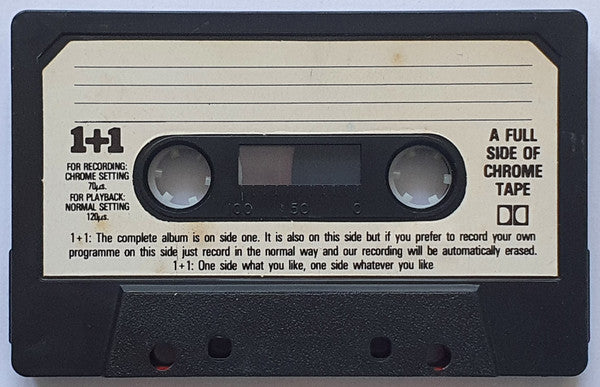 1+1
FOR RECORDING:
CHROME SETTING
70µs.
FOR PLAYBACK:
NORMAL SETTING
120µs.
A FULL
SIDE OF
CHROME
TAPE
100 50 0
1+1: The complete album is on side one. It is also on this side but if you prefer to record your own
programme on this side just record in the normal way and our recording will be automatically erased.
1+1: One side what you like, one side whatever you like